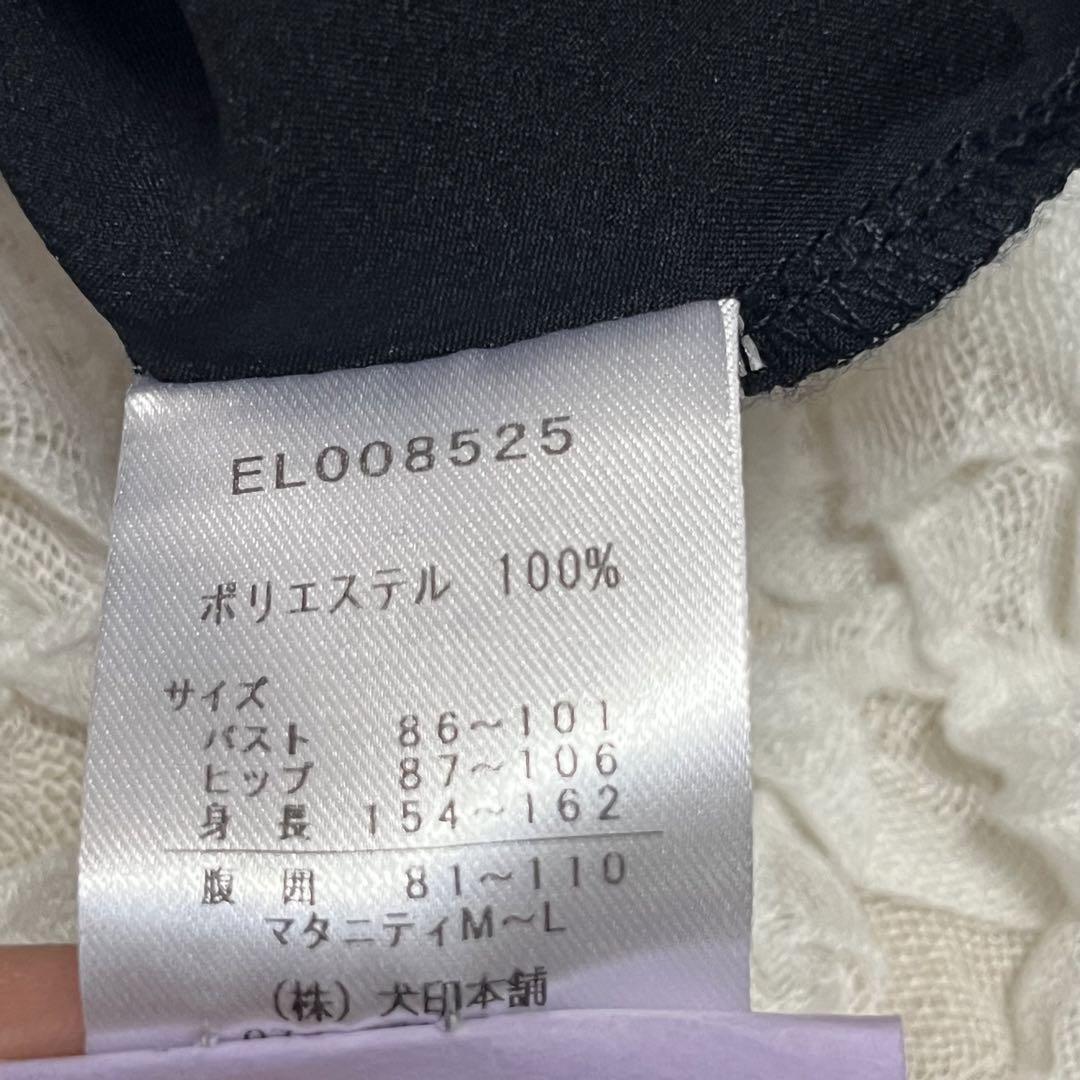 EL008525
ポリエステル 100%
サイズ
バスト 86～101
ヒップ 87～106
身 長 154～162
腹 囲 81～110
マタニティM～L
(株) 犬印本舗